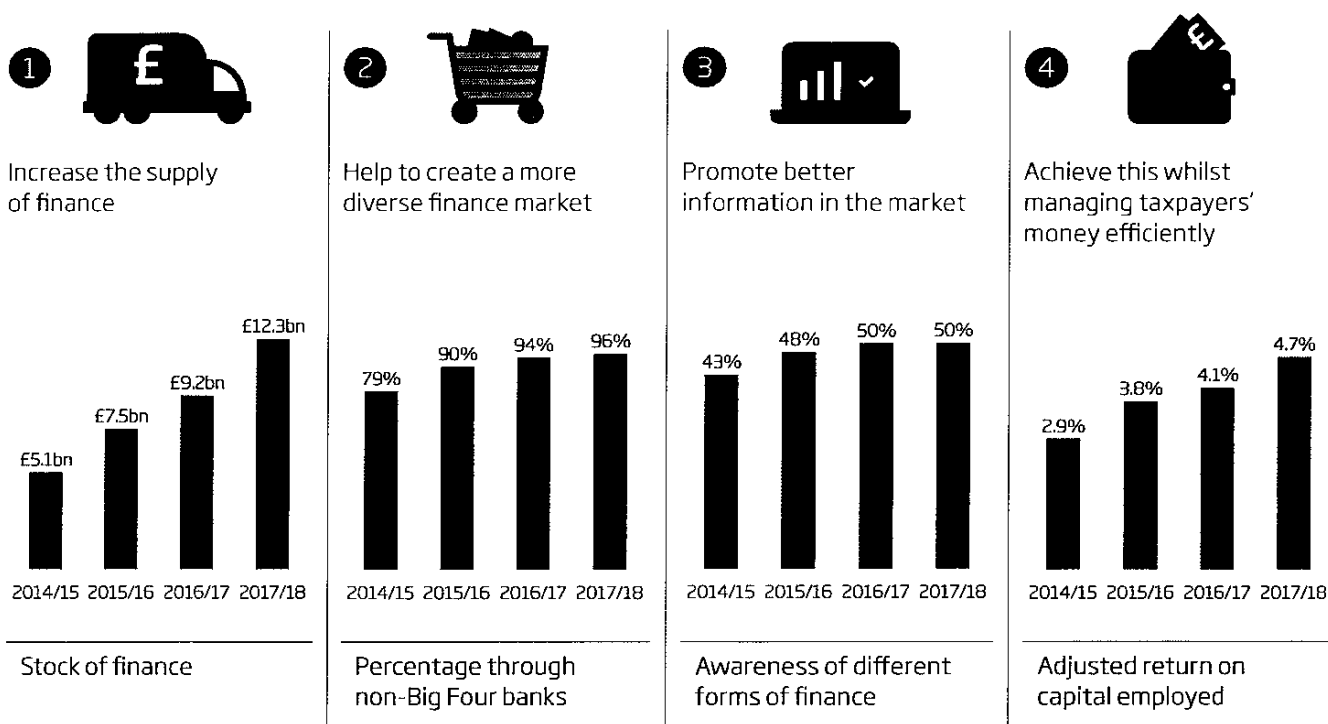 1
£
Increase the supply
of finance
£5.1bn
£7.5bn
£9.2bn
£12.3bn
2014/15 2015/16 2016/17 2017/18
Stock of finance
2
Help to create a more
diverse finance market
79%
90%
94%
96%
2014/15 2015/16 2016/17 2017/18
Percentage through
non-Big Four banks
3
Promote better
information in the market
43%
48%
50%
50%
2014/15 2015/16 2016/17 2017/18
Awareness of different
forms of finance
4
£
Achieve this whilst
managing taxpayers'
money efficiently
2.9%
3.8%
4.1%
4.7%
2014/15 2015/16 2016/17 2017/18
Adjusted return on
capital employed